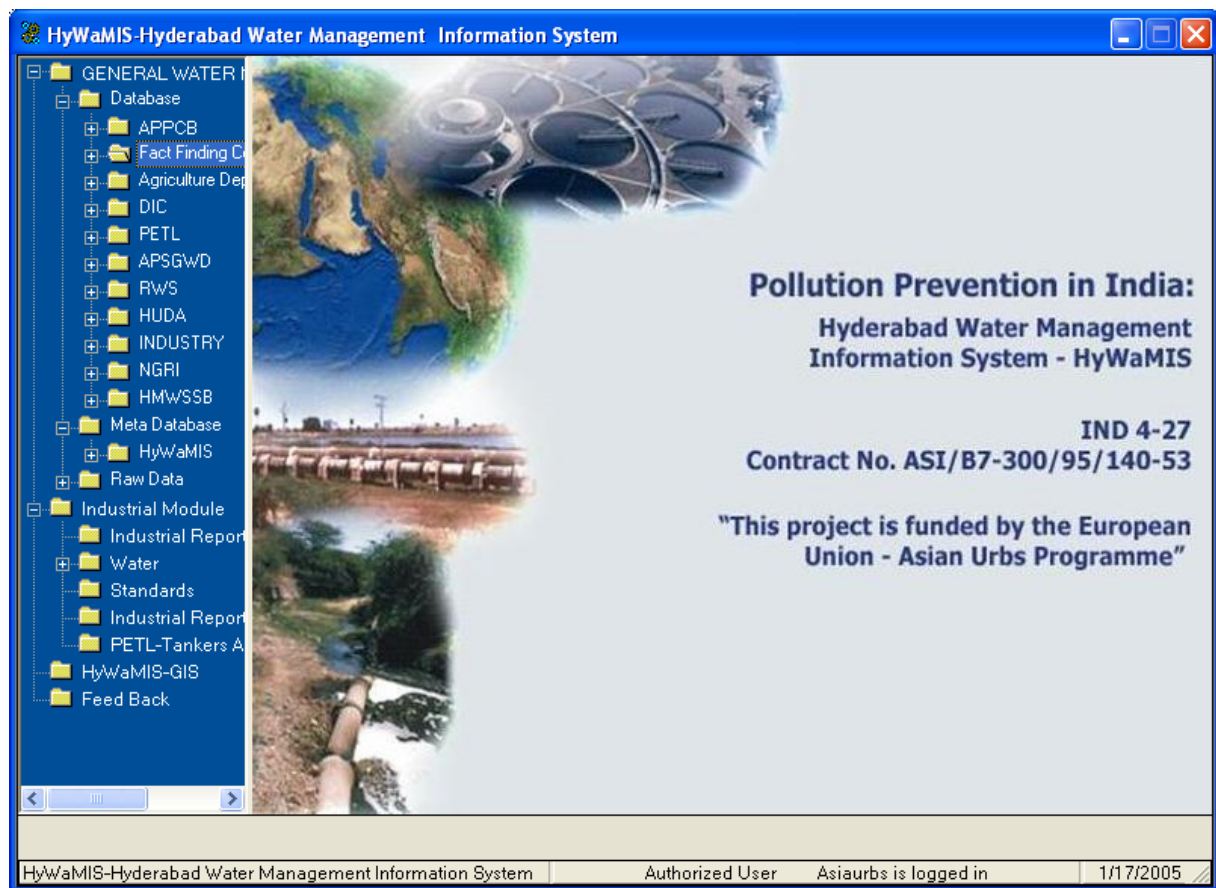 HyWaMIS-Hyderabad Water Management Information System
GENERAL WATER
Database
APPCB
Fact Finding
Agriculture Dep
DIC
PETL
APSGWD
RWS
HUDA
INDUSTRY
NGRI
HMWSSB
Meta Database
HyWaMIS
Raw Data
Industrial Module
Industrial Report
Water
Standards
Industrial Report
PETL-Tankers A
HyWaMIS-GIS
Feed Back
Pollution Prevention in India:
Hyderabad Water Management
Information System - HyWaMIS
IND 4-27
Contract No. ASI/B7-300/95/140-53
"This project is funded by the European
Union - Asian Urbs Programme"
HyWaMIS-Hyderabad Water Management Information System Authorized User Asiaurbs is logged in 1/17/2005